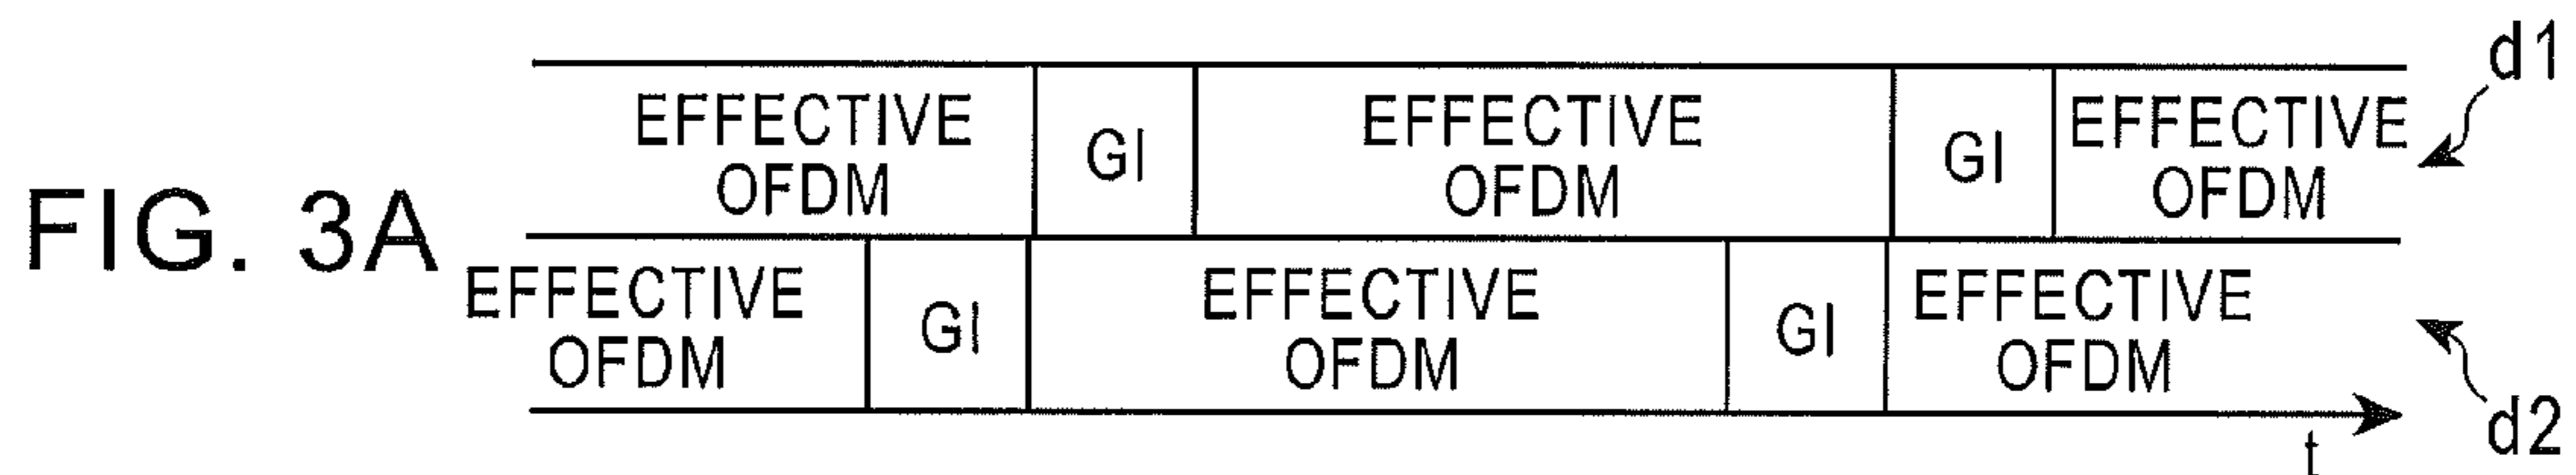 FIG. 3A
EFFECTIVE OFDM GI EFFECTIVE OFDM GI EFFECTIVE OFDM d1
EFFECTIVE OFDM GI EFFECTIVE OFDM GI EFFECTIVE OFDM d2
t